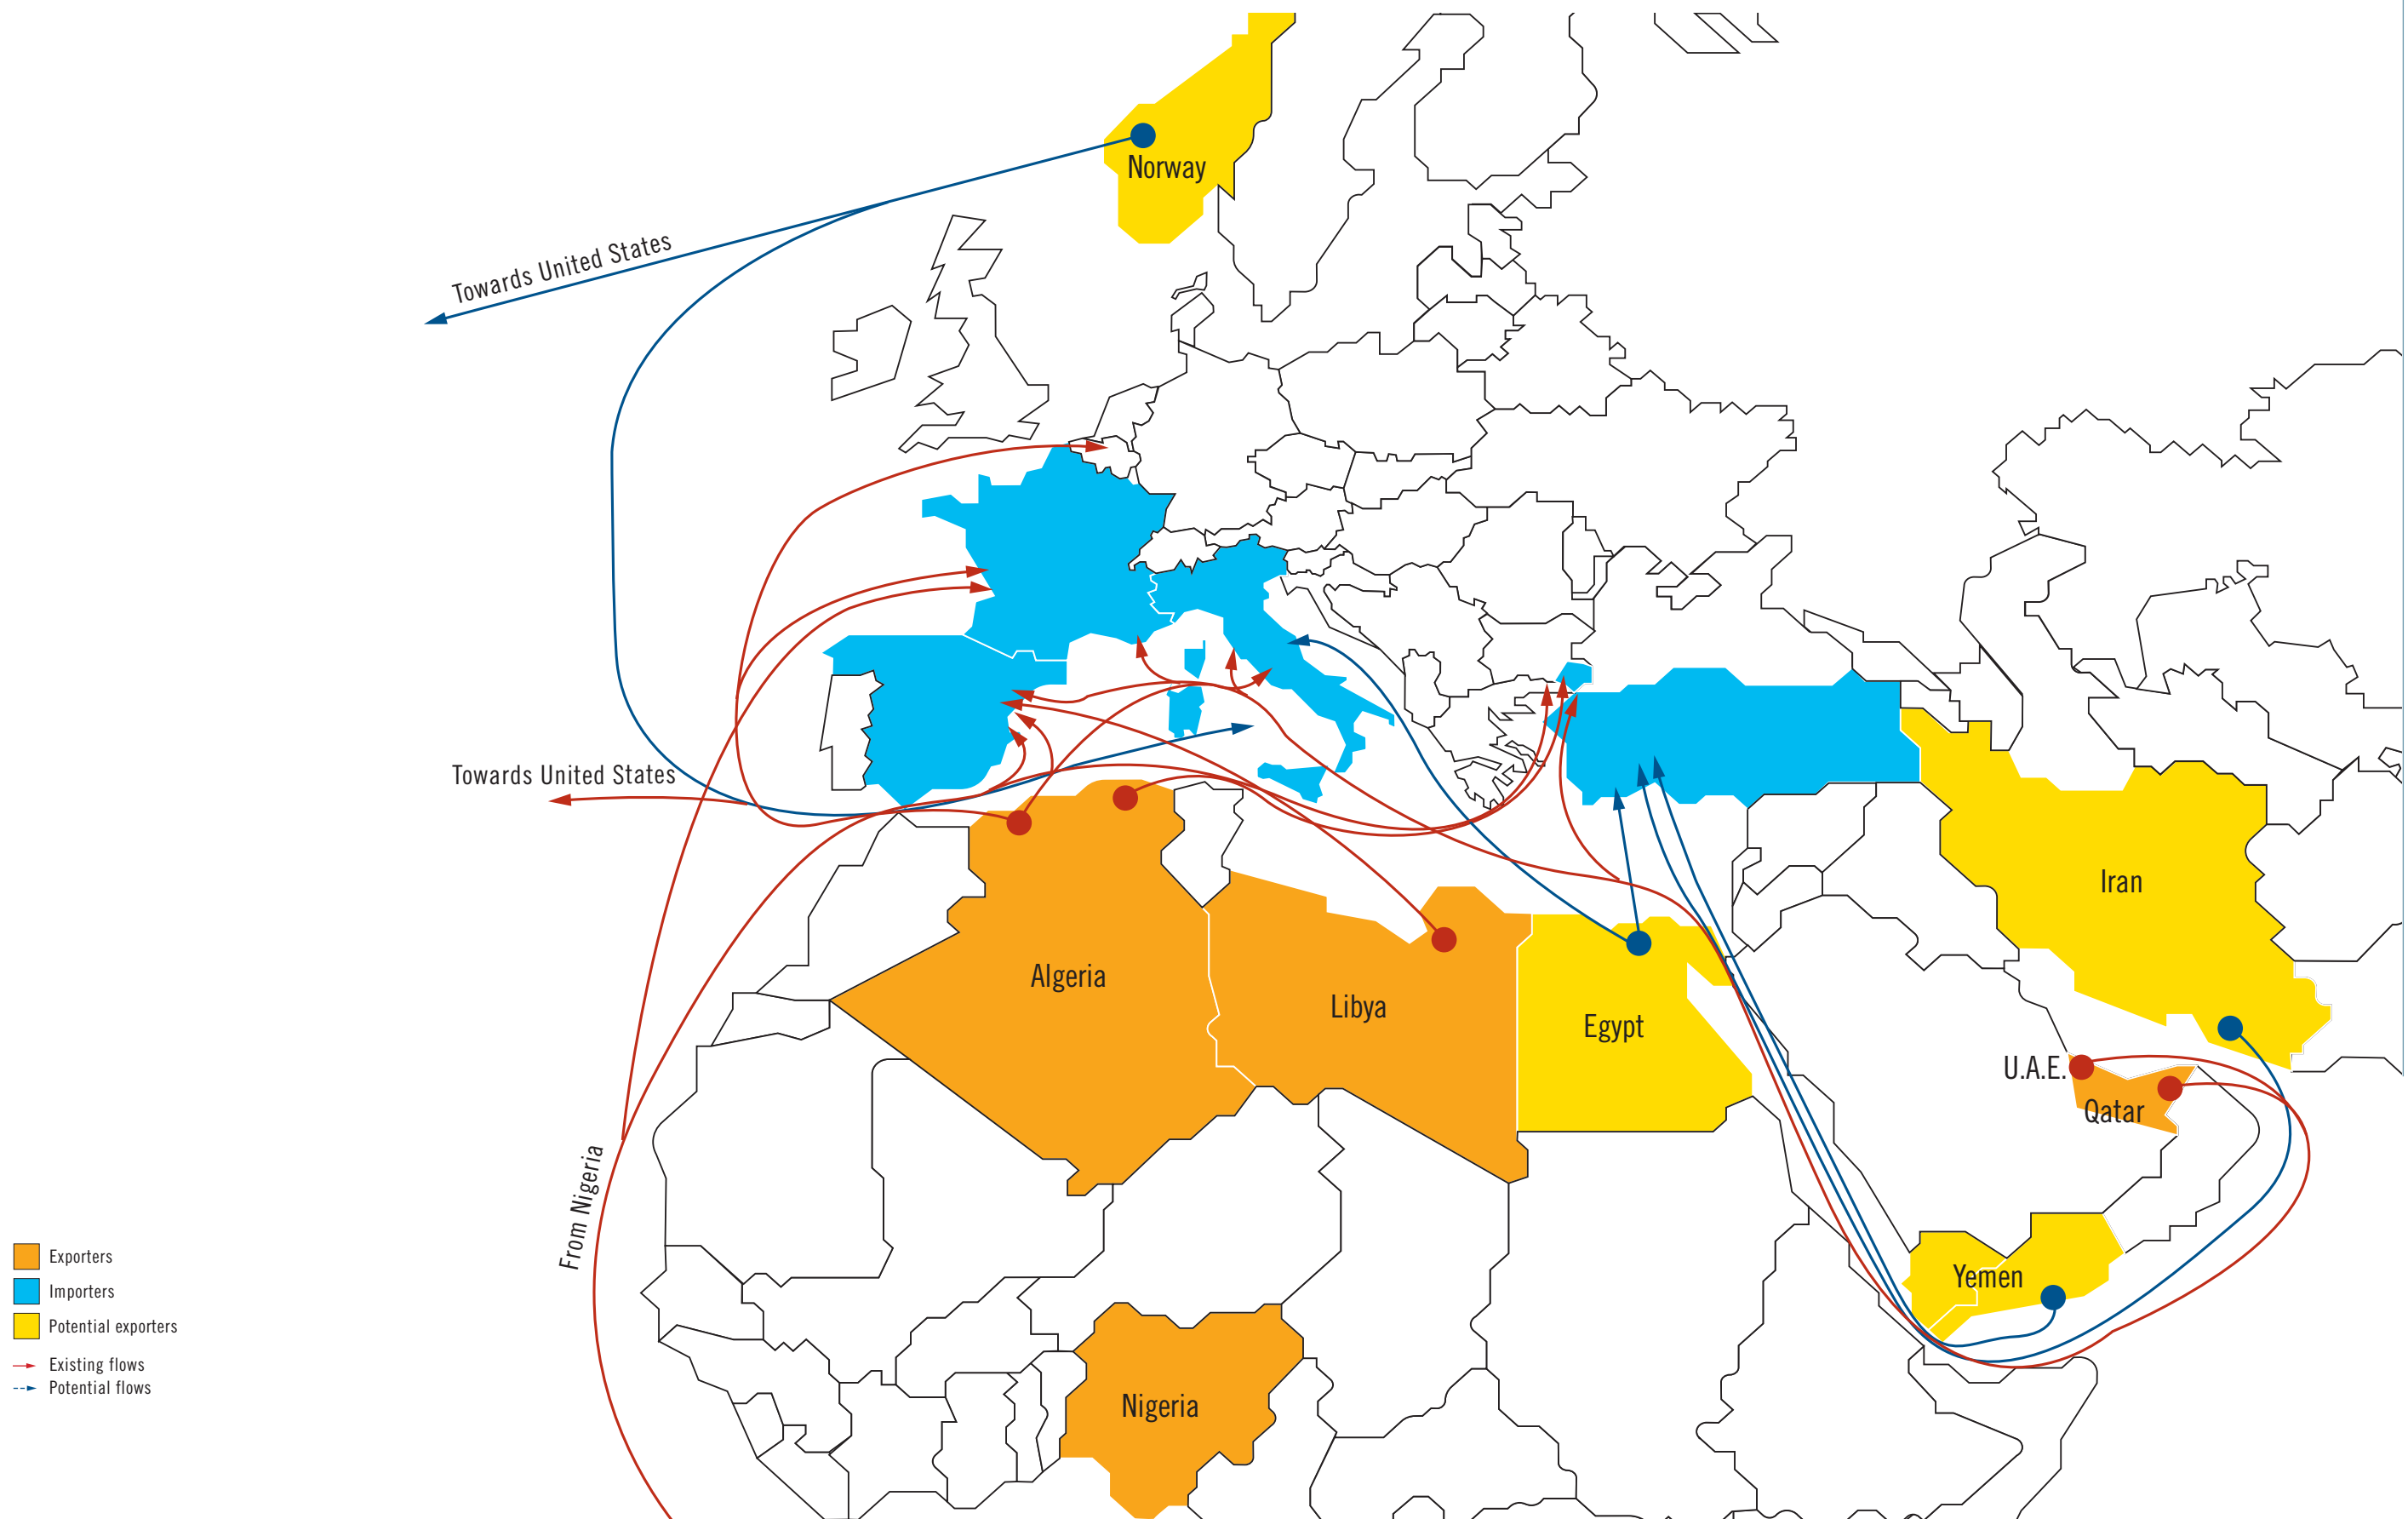 Norway
Towards United States
Towards United States
Iran
Algeria
Libya
Egypt
U.A.E.
Qatar
From Nigeria
Yemen
Nigeria
Exporters
Importers
Potential exporters
Existing flows
Potential flows